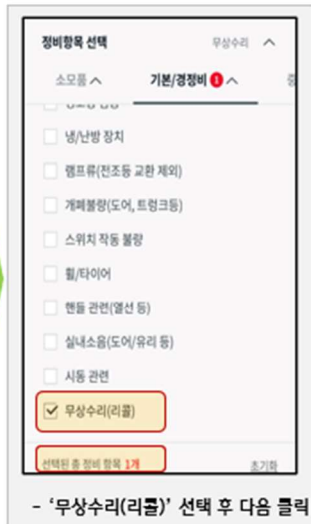 정비항목 선택 무상수리
소모품 기본/경정비 1 중
냉/난방 장치
램프류(전조등 교환 제외)
개폐불량(도어, 트렁크등)
스위치 작동 불량
휠/타이어
핸들 관련(열선 등)
실내소음(도어/유리 등)
시동 관련
무상수리(리콜)
선택된 총 정비 항목 1개 초기화
- ‘무상수리(리콜)’ 선택 후 다음 클릭